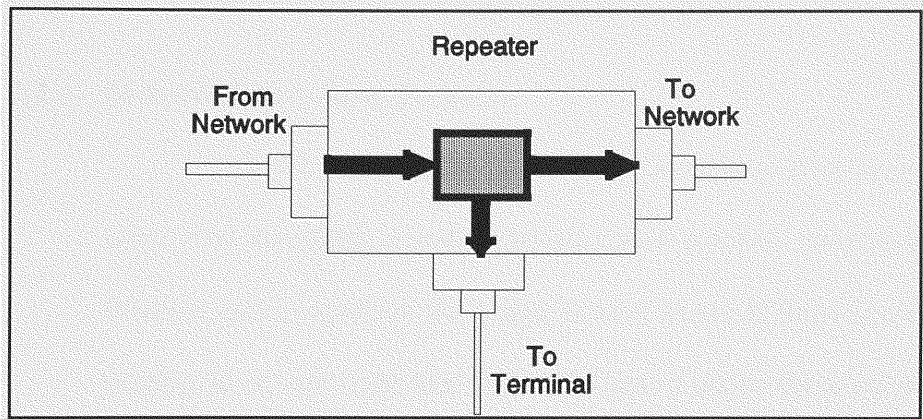 Repeater
From
Network
To
Network
To
Terminal